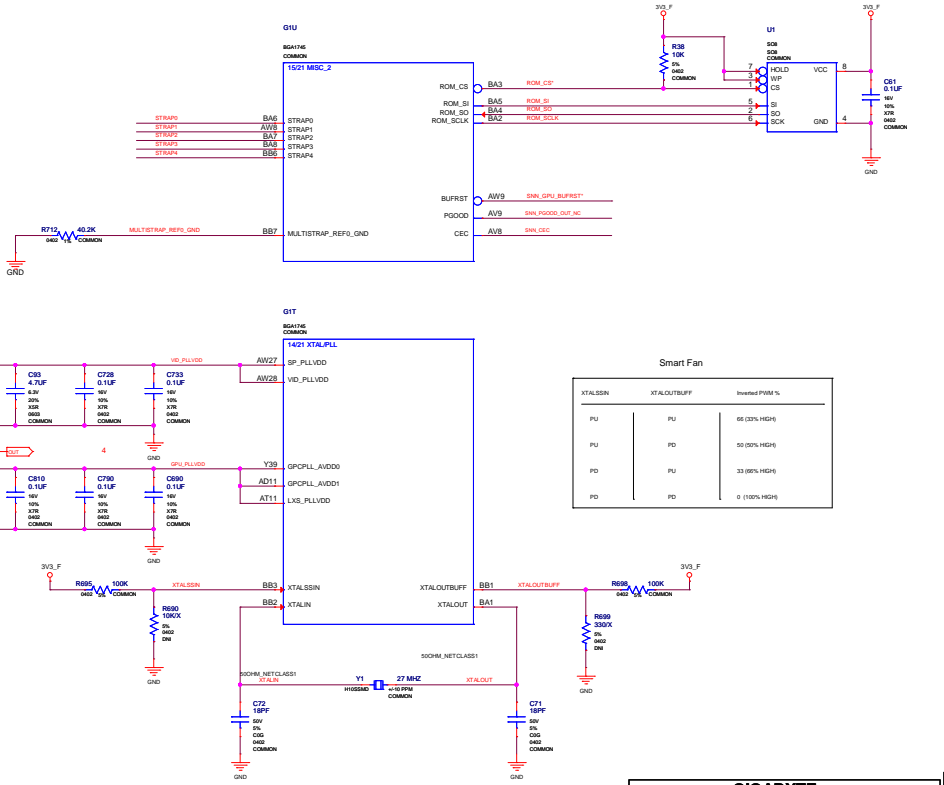 G1U
BGA1745
COMMON
15/21 MISC_2
ROM_CS BA3 ROM_CS*
ROM_SI BA5 ROM_SI
ROM_SO BA4 ROM_SO
ROM_SCLK BA2 ROM_SCLK
STRAP0 BA6 STRAP0
STRAP1 AW8 STRAP1
STRAP2 BA7 STRAP2
STRAP3 BA8 STRAP3
STRAP4 BB6 STRAP4
BUFRST AW9 SNN_GPU_BUFRST*
PGOOD AV9 SNN_PGOOD_OUT_NC
CEC AV8 SNN_CEC
R712 40.2K
0402 1% COMMON
MULTISTRAP_REF0_GND BB7 MULTISTRAP_REF0_GND
GND
3V3_F
R38
10K
5%
0402
COMMON
3V3_F
U1
SO8
SO8
COMMON
7 HOLD VCC 8
3 WP
1 CS
5 SI
2 SO GND 4
6 SCK
C61
0.1UF
16V
10%
X7R
0402
COMMON
GND
G1T
BGA1745
COMMON
14/21 XTAL/PLL
VID_PLLVDD AW27 SP_PLLVDD
AW28 VID_PLLVDD
C93
4.7UF
6.3V
20%
X5R
0603
COMMON
C728
0.1UF
16V
10%
X7R
0402
COMMON
C733
0.1UF
16V
10%
X7R
0402
COMMON
GND
OUT
4
GPU_PLLVDD Y39 GPCPLL_AVDD0
AD11 GPCPLL_AVDD1
AT11 LXS_PLLVDD
C810
0.1UF
16V
10%
X7R
0402
COMMON
C790
0.1UF
16V
10%
X7R
0402
COMMON
C690
0.1UF
16V
10%
X7R
0402
COMMON
GND
Smart Fan
XTALSSIN XTALOUTBUFF Inverted PWM %
PU PU 66 (33% HIGH)
PU PD 50 (50% HIGH)
PD PU 33 (66% HIGH)
PD PD 0 (100% HIGH)
3V3_F
R695 100K
0402 5% COMMON
XTALSSIN BB3 XTALSSIN
BB2 XTALIN
R690
10K/X
5%
0402
DNI
GND
XTALOUTBUFF BB1 XTALOUTBUFF
XTALOUT BA1
R698 100K
0402 5% COMMON
3V3_F
R699
330/X
5%
0402
DNI
GND
50OHM_NETCLASS1
50OHM_NETCLASS1
XTALIN Y1 27 MHZ XTALOUT
H10SSMD +/-10 PPM
COMMON
C72
18PF
50V
5%
C0G
0402
COMMON
GND
C71
18PF
50V
5%
C0G
0402
COMMON
GND
GIGABYTE